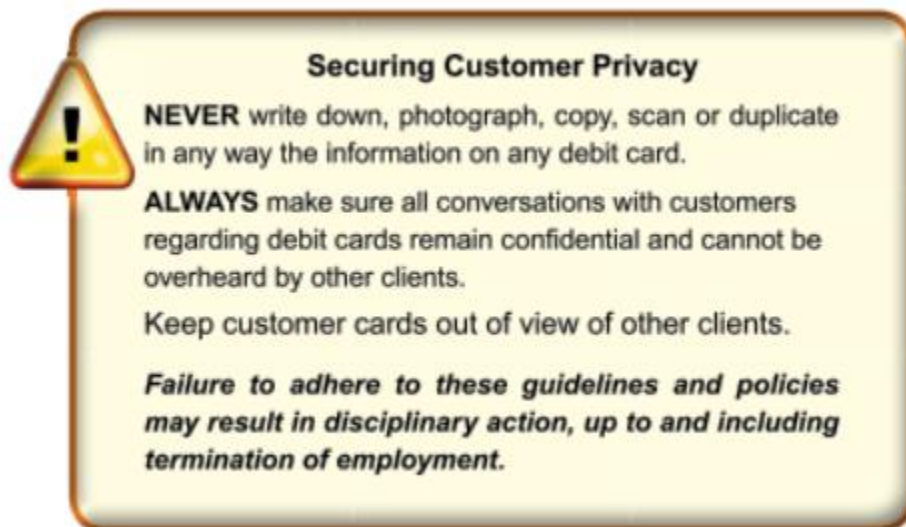 Securing Customer Privacy
NEVER write down, photograph, copy, scan or duplicate
in any way the information on any debit card.
ALWAYS make sure all conversations with customers
regarding debit cards remain confidential and cannot be
overheard by other clients.
Keep customer cards out of view of other clients.
Failure to adhere to these guidelines and policies
may result in disciplinary action, up to and including
termination of employment.